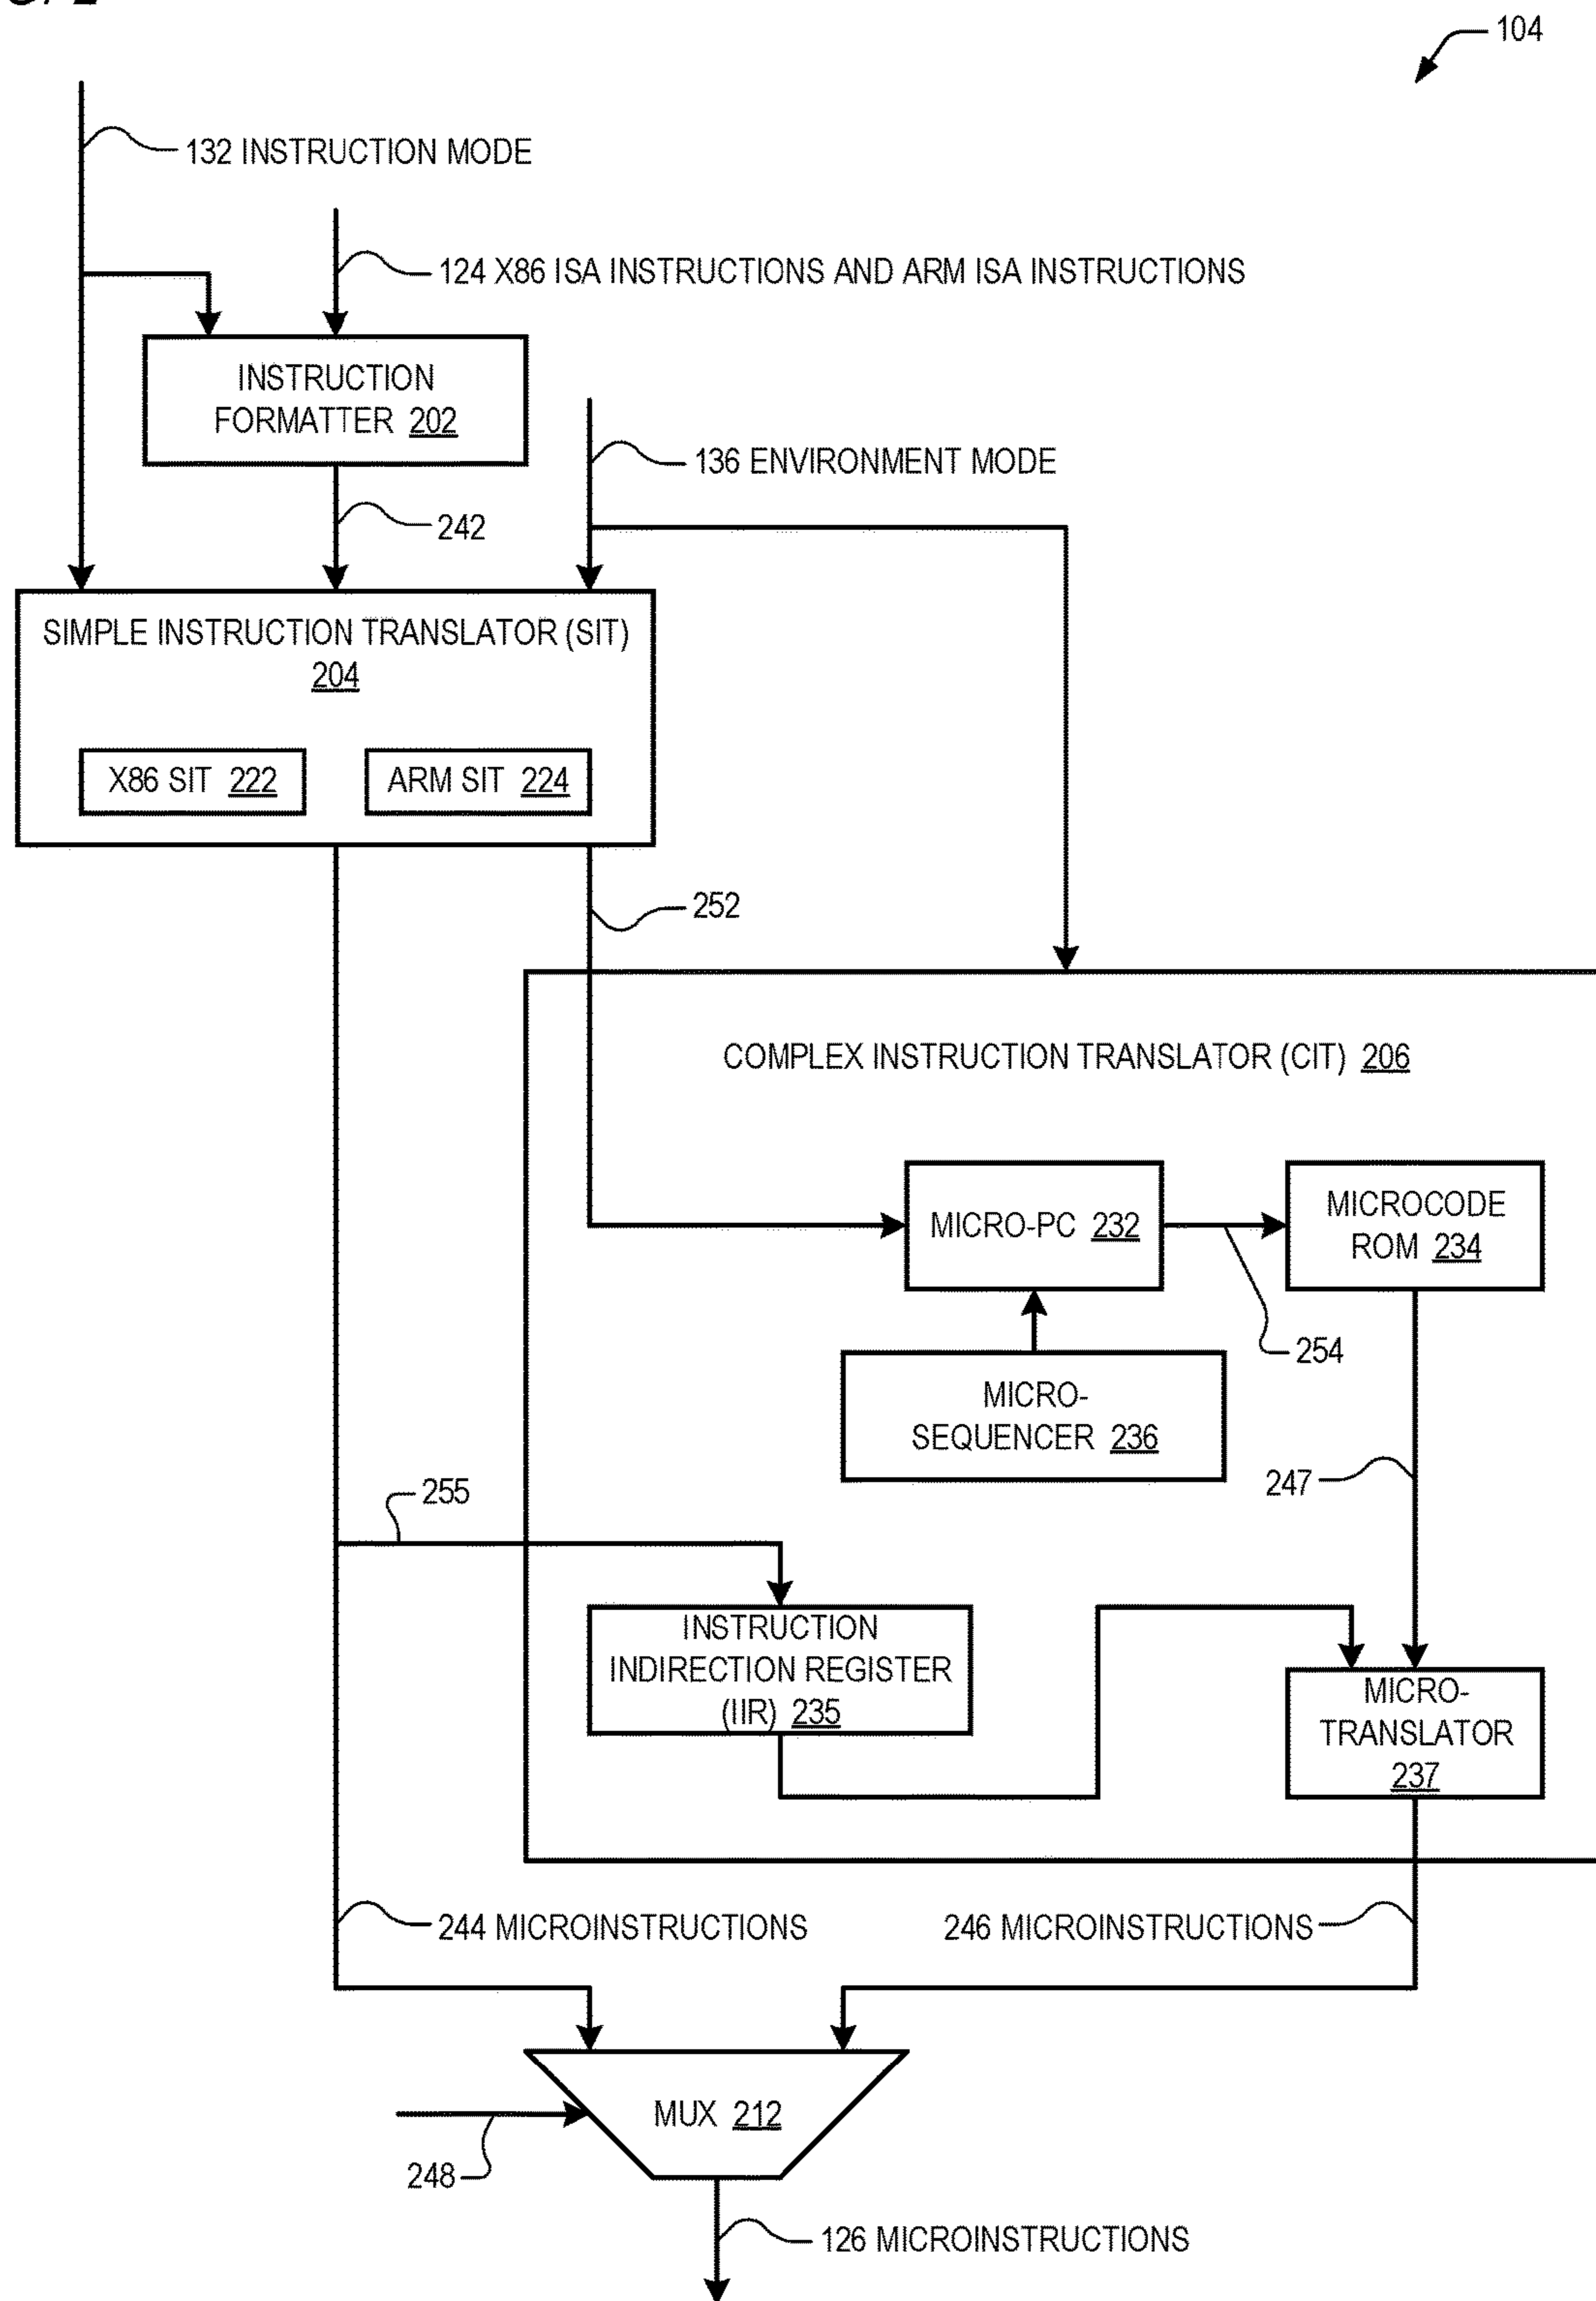 104
132 INSTRUCTION MODE
124 X86 ISA INSTRUCTIONS AND ARM ISA INSTRUCTIONS
INSTRUCTION
FORMATTER 202
136 ENVIRONMENT MODE
242
SIMPLE INSTRUCTION TRANSLATOR (SIT)
204
X86 SIT 222
ARM SIT 224
252
COMPLEX INSTRUCTION TRANSLATOR (CIT) 206
MICRO-PC 232
MICROCODE
ROM 234
254
MICRO-
SEQUENCER 236
247
255
INSTRUCTION
INDIRECTION REGISTER
(IIR) 235
MICRO-
TRANSLATOR
237
244 MICROINSTRUCTIONS
246 MICROINSTRUCTIONS
MUX 212
248
126 MICROINSTRUCTIONS